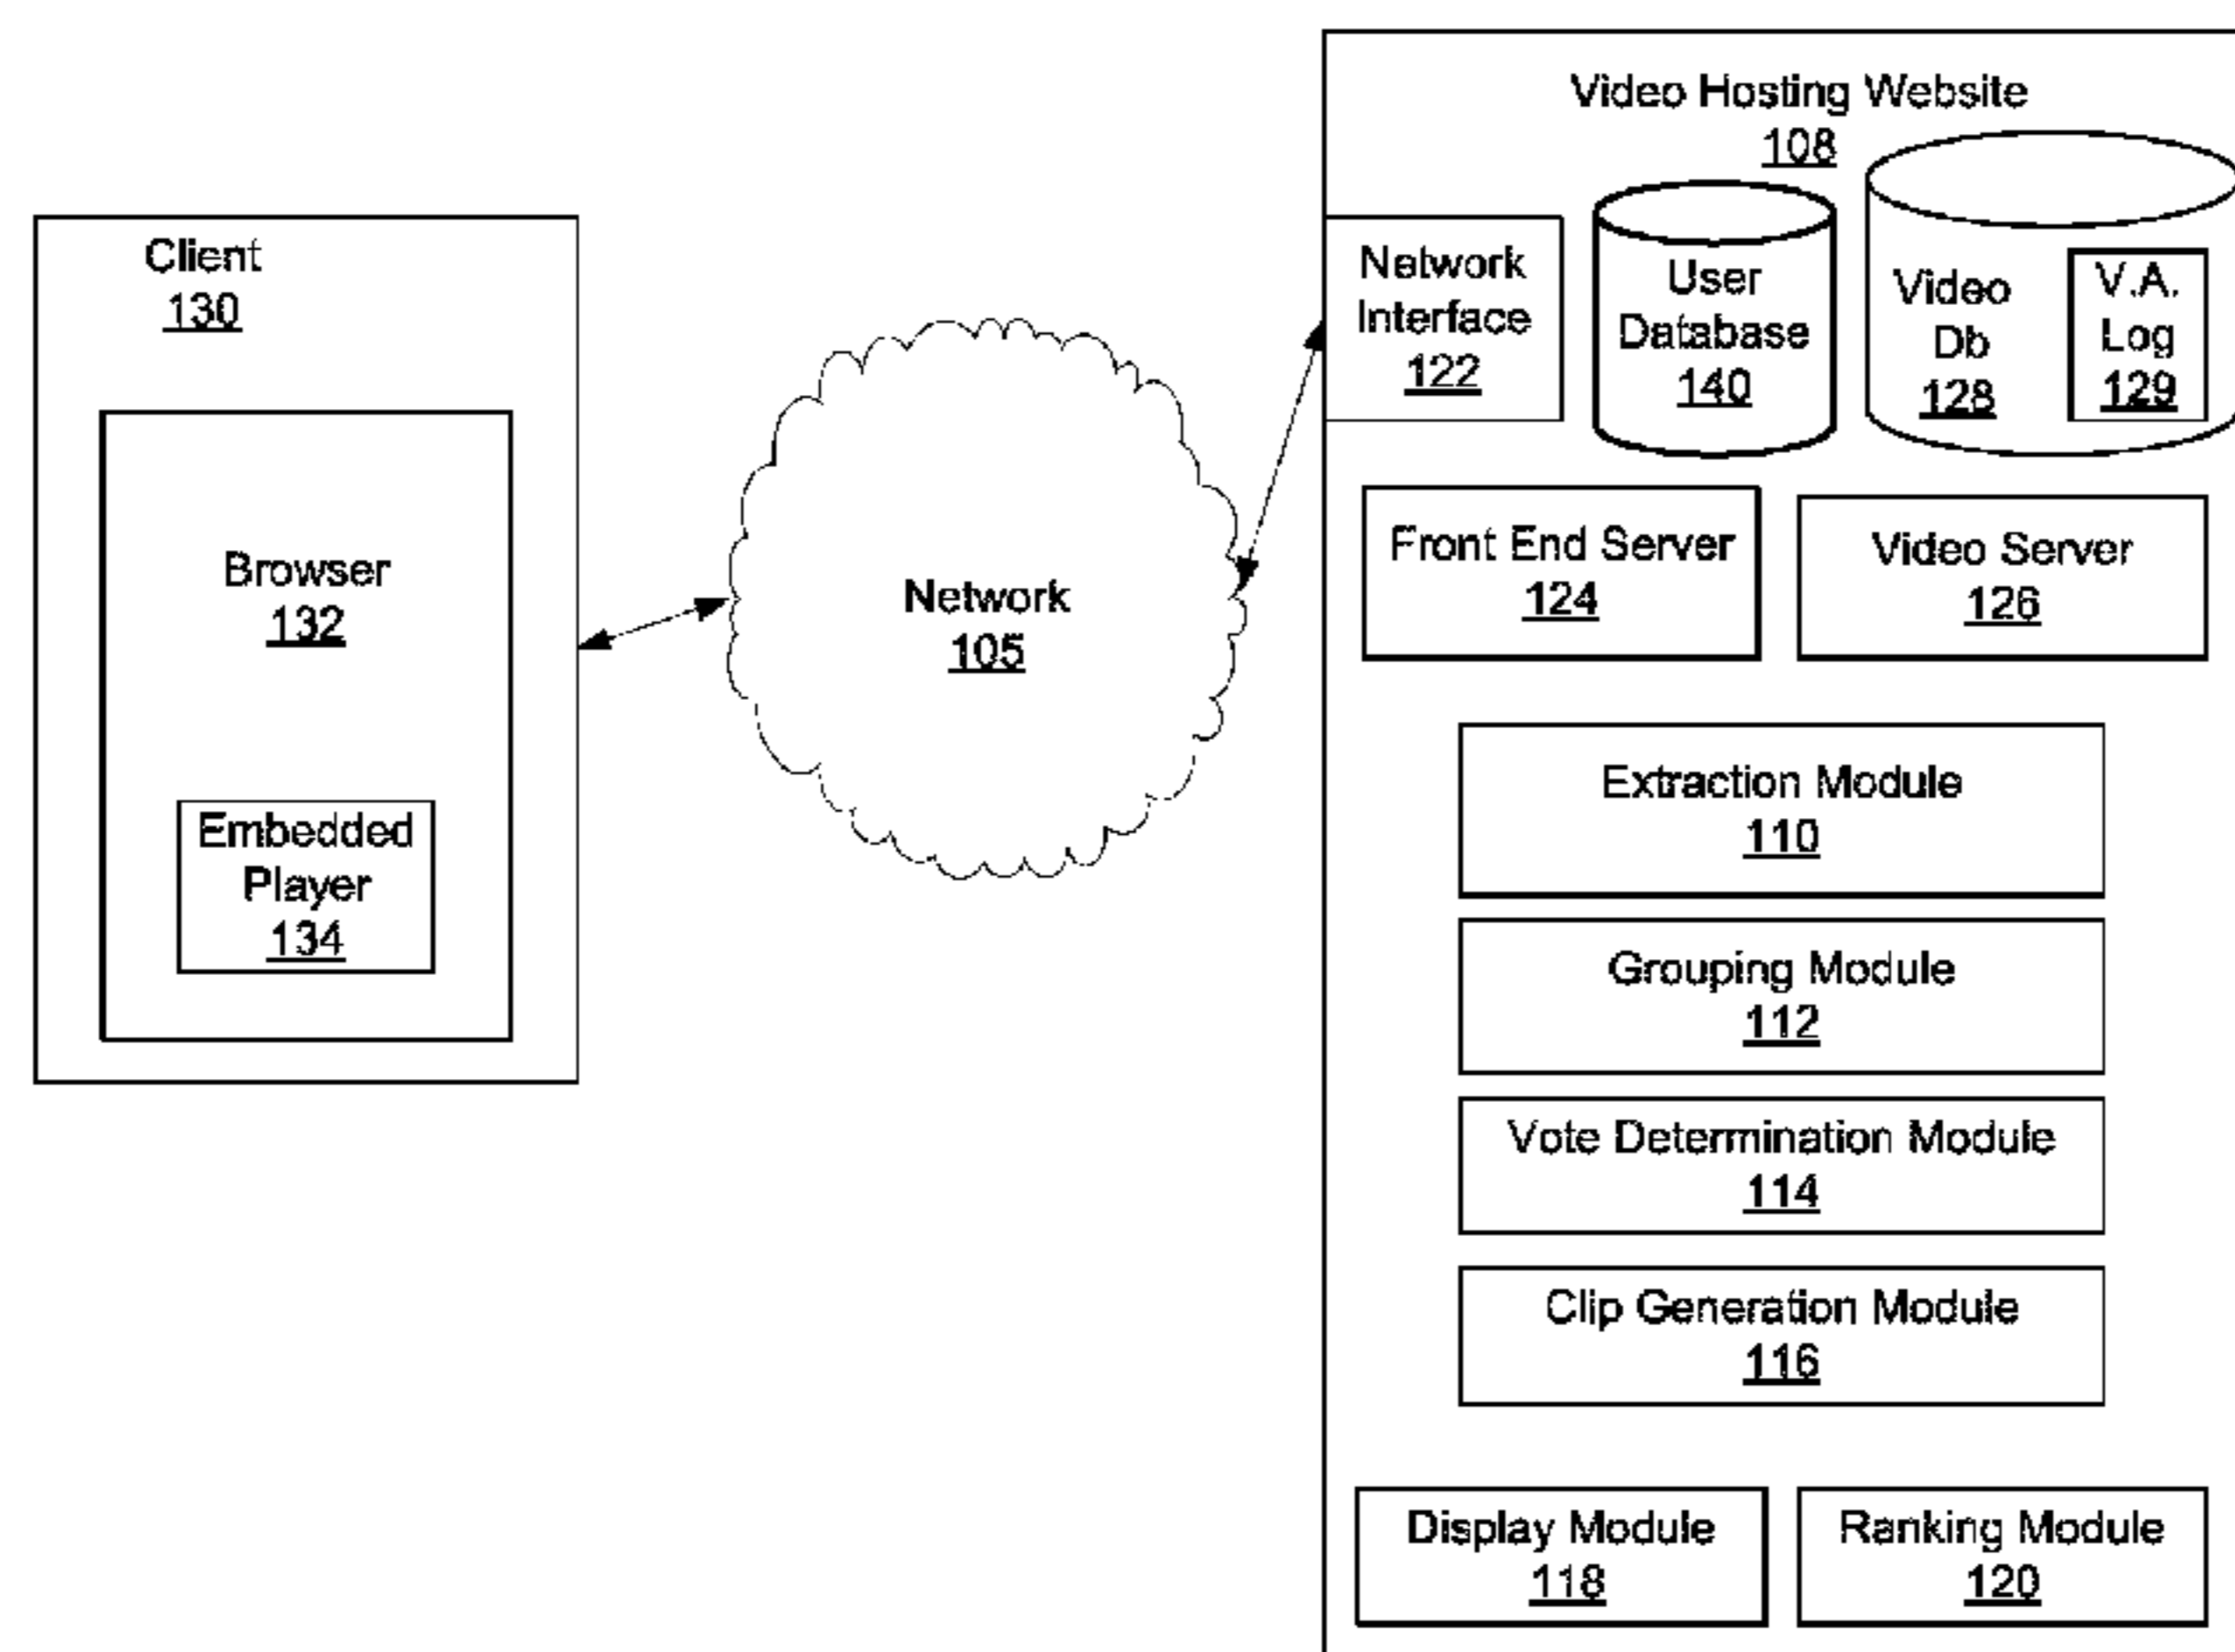 Video Hosting Website
108
Client
130
Browser
132
Embedded
Player
134
Network
105
Network
Interface
122
User
Database
140
Video
Db
128
V.A.
Log
129
Front End Server
124
Video Server
126
Extraction Module
110
Grouping Module
112
Vote Determination Module
114
Clip Generation Module
116
Display Module
118
Ranking Module
120